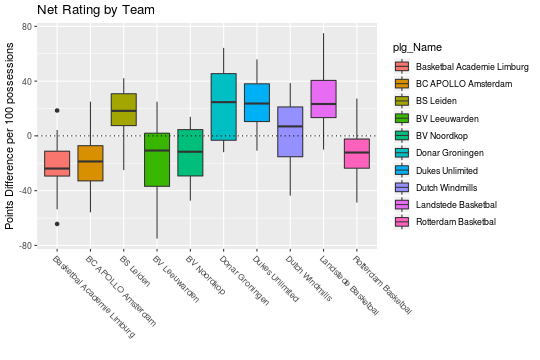 Net Rating by Team
Points Difference per 100 possessions
80
40
0
-40
-80
Basketbal Academie Limburg
BC APOLLO Amsterdam
BS Leiden
BV Leeuwarden
BV Noordkop
Donar Groningen
Dukes Unlimited
Dutch Windmills
Landstede Basketbal
Rotterdam Basketbal
plg_Name
Basketbal Academie Limburg
BC APOLLO Amsterdam
BS Leiden
BV Leeuwarden
BV Noordkop
Donar Groningen
Dukes Unlimited
Dutch Windmills
Landstede Basketbal
Rotterdam Basketbal